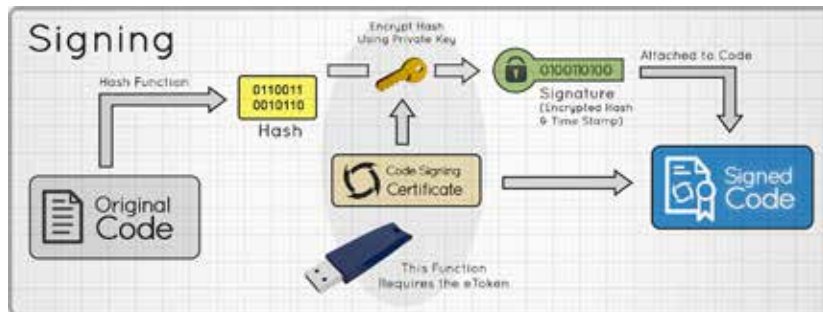 Signing
Encrypt Hash
Using Private Key
Hash Function
0110011
0010110
Hash
0100110100
Signature
(Encrypted Hash
& Time Stamp)
Attached to Code
Original
Code
Code Signing
Certificate
Signed
Code
This Function
Requires the eToken